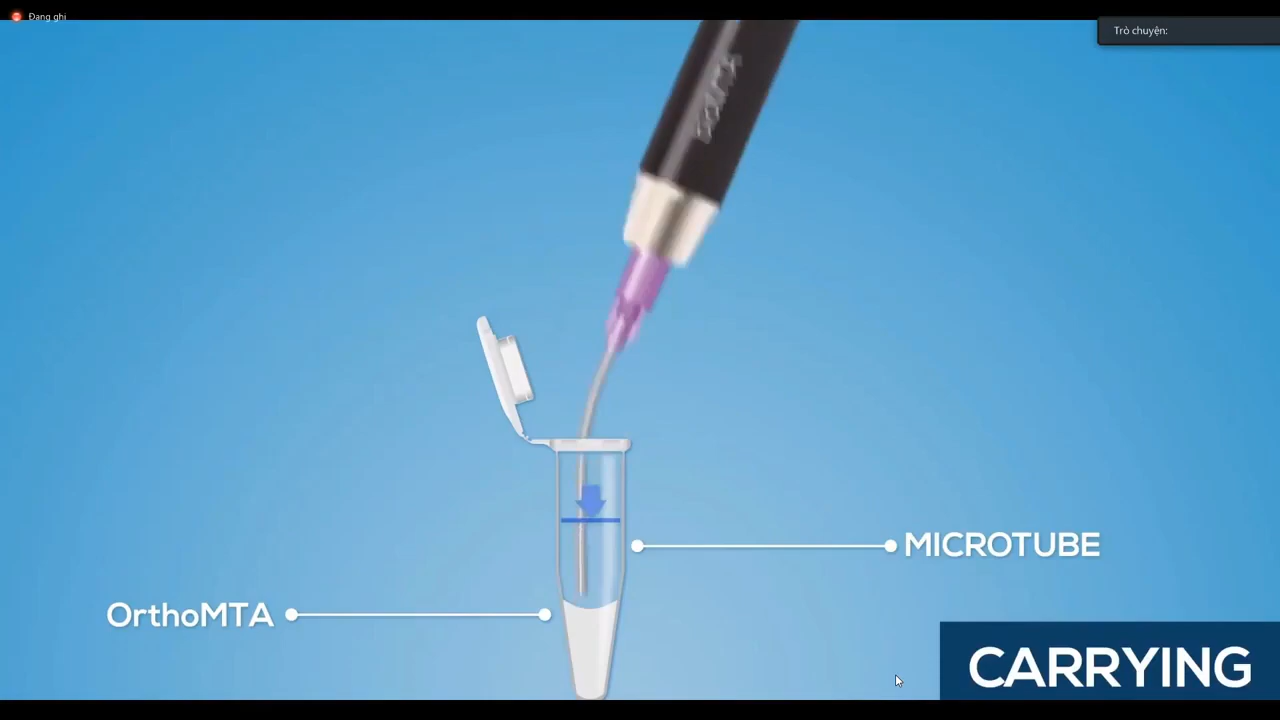 Đang ghi
Trò chuyện:
MICROTUBE
OrthoMTA
CARRYING